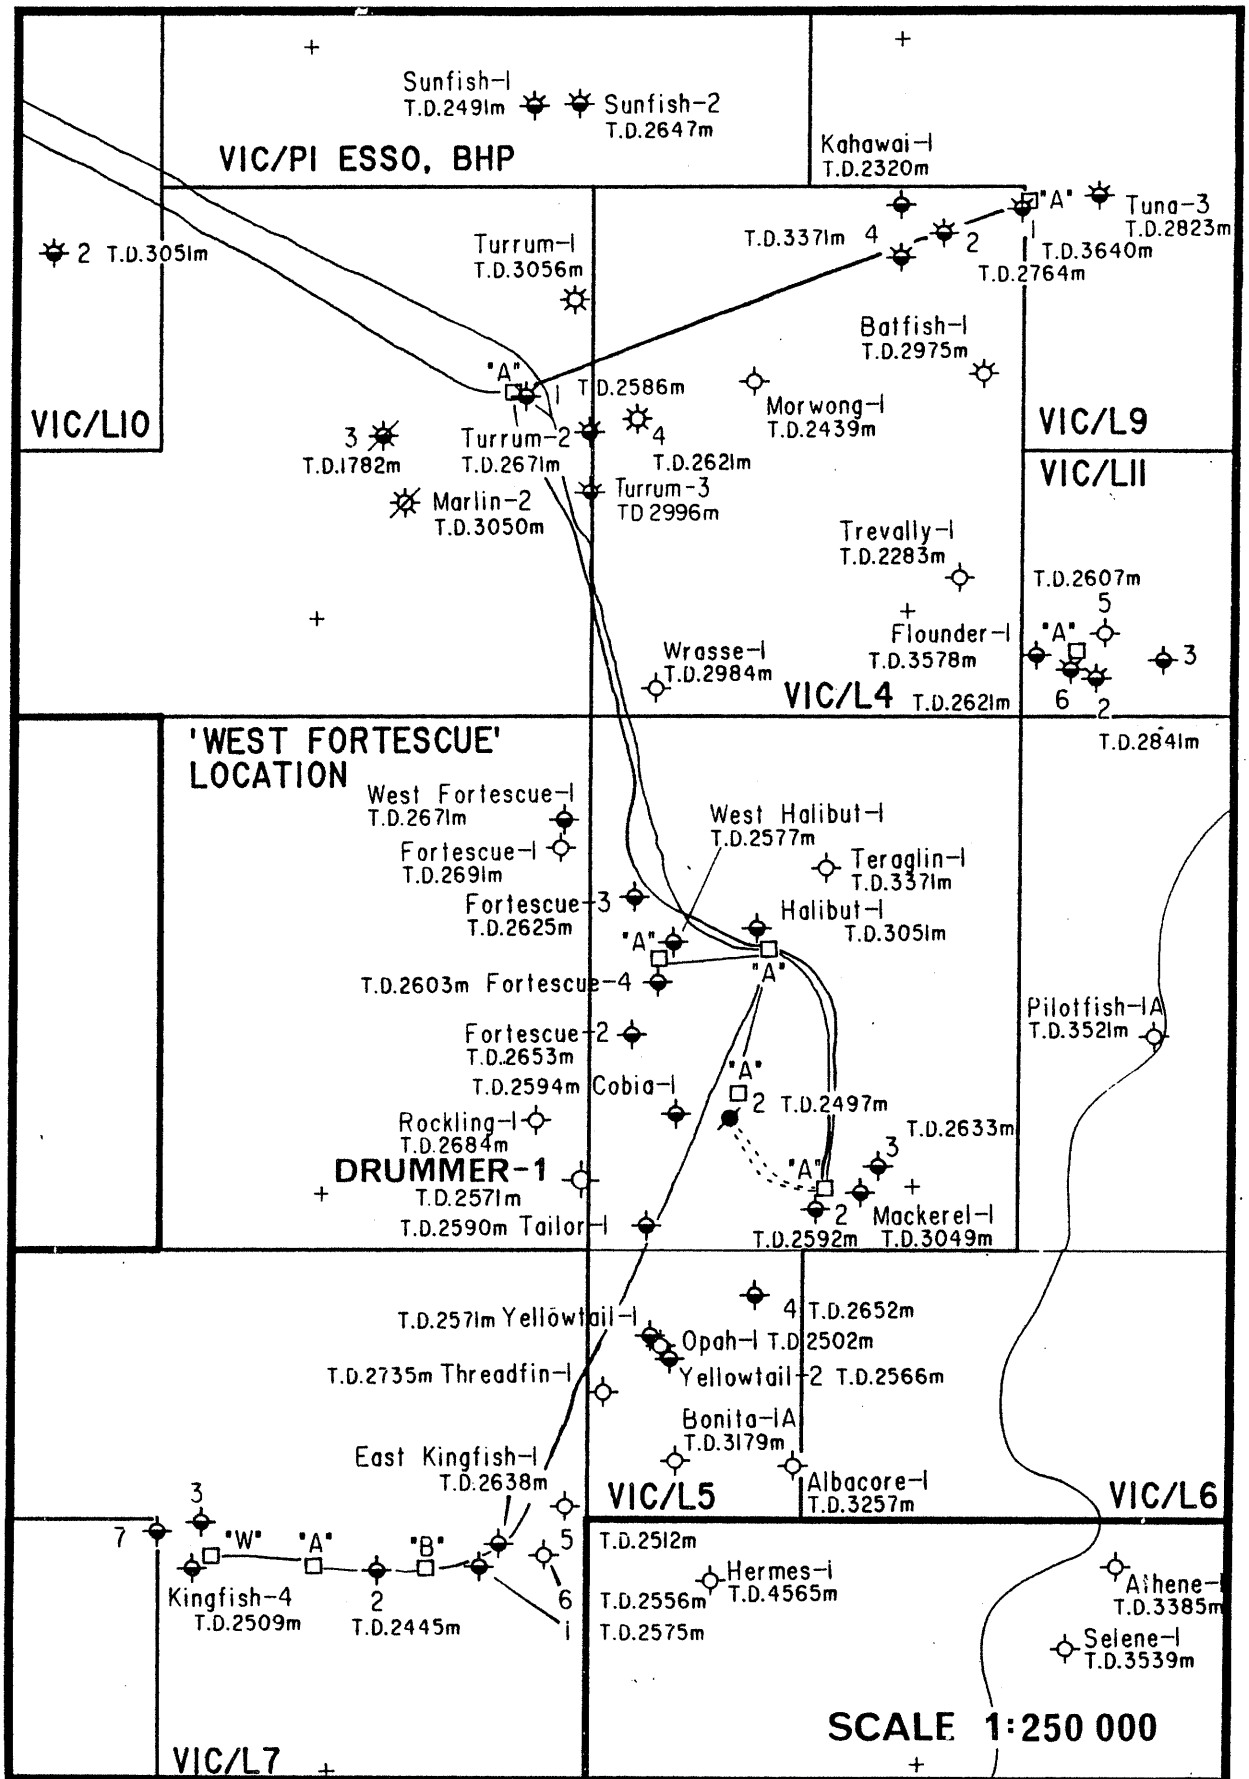 Sunfish-1
T.D.2491m
Sunfish-2
T.D.2647m
VIC/P1 ESSO, BHP
Kahawai-1
T.D.2320m
"A"
Tuna-3
T.D.2823m
1
T.D.3640m
2
T.D.2764m
T.D.3371m 4
2 T.D.3051m
Turrum-1
T.D.3056m
Batfish-1
T.D.2975m
"A"
1
T.D.2586m
Morwong-1
T.D.2439m
VIC/L10
VIC/L9
3
T.D.1782m
Turrum-2
T.D.2671m
4
T.D.2621m
VIC/L11
Marlin-2
T.D.3050m
Turrum-3
TD 2996m
Trevally-1
T.D.2283m
T.D.2607m
5
"A"
Flounder-1
T.D.3578m
3
Wrasse-1
T.D.2984m
VIC/L4
T.D.2621m
6
2
T.D.2841m
'WEST FORTESCUE'
LOCATION
West Fortescue-1
T.D.2671m
West Halibut-1
T.D.2577m
Fortescue-1
T.D.2691m
Teraglin-1
T.D.3371m
Fortescue-3
T.D.2625m
Halibut-1
T.D.3051m
"A"
"A"
T.D.2603m Fortescue-4
Pilotfish-1A
T.D.3521m
Fortescue-2
T.D.2653m
"A"
T.D.2594m Cobia-1
2 T.D.2497m
Rockling-1
T.D.2684m
T.D.2633m
3
"A"
DRUMMER-1
T.D.2571m
T.D.2590m Tailor-1
2
T.D.2592m
Mackerel-1
T.D.3049m
4 T.D.2652m
T.D.2571m Yellowtail-1
Opah-1 T.D.2502m
T.D.2735m Threadfin-1
Yellowtail-2 T.D.2566m
Bonita-1A
T.D.3179m
East Kingfish-1
T.D.2638m
Albacore-1
T.D.3257m
VIC/L5
VIC/L6
3
7
"W"
"A"
"B"
5
T.D.2512m
Kingfish-4
T.D.2509m
2
T.D.2445m
6
T.D.2556m
1
T.D.2575m
Hermes-1
T.D.4565m
Athene-1
T.D.3385m
Selene-1
T.D.3539m
SCALE 1:250 000
VIC/L7